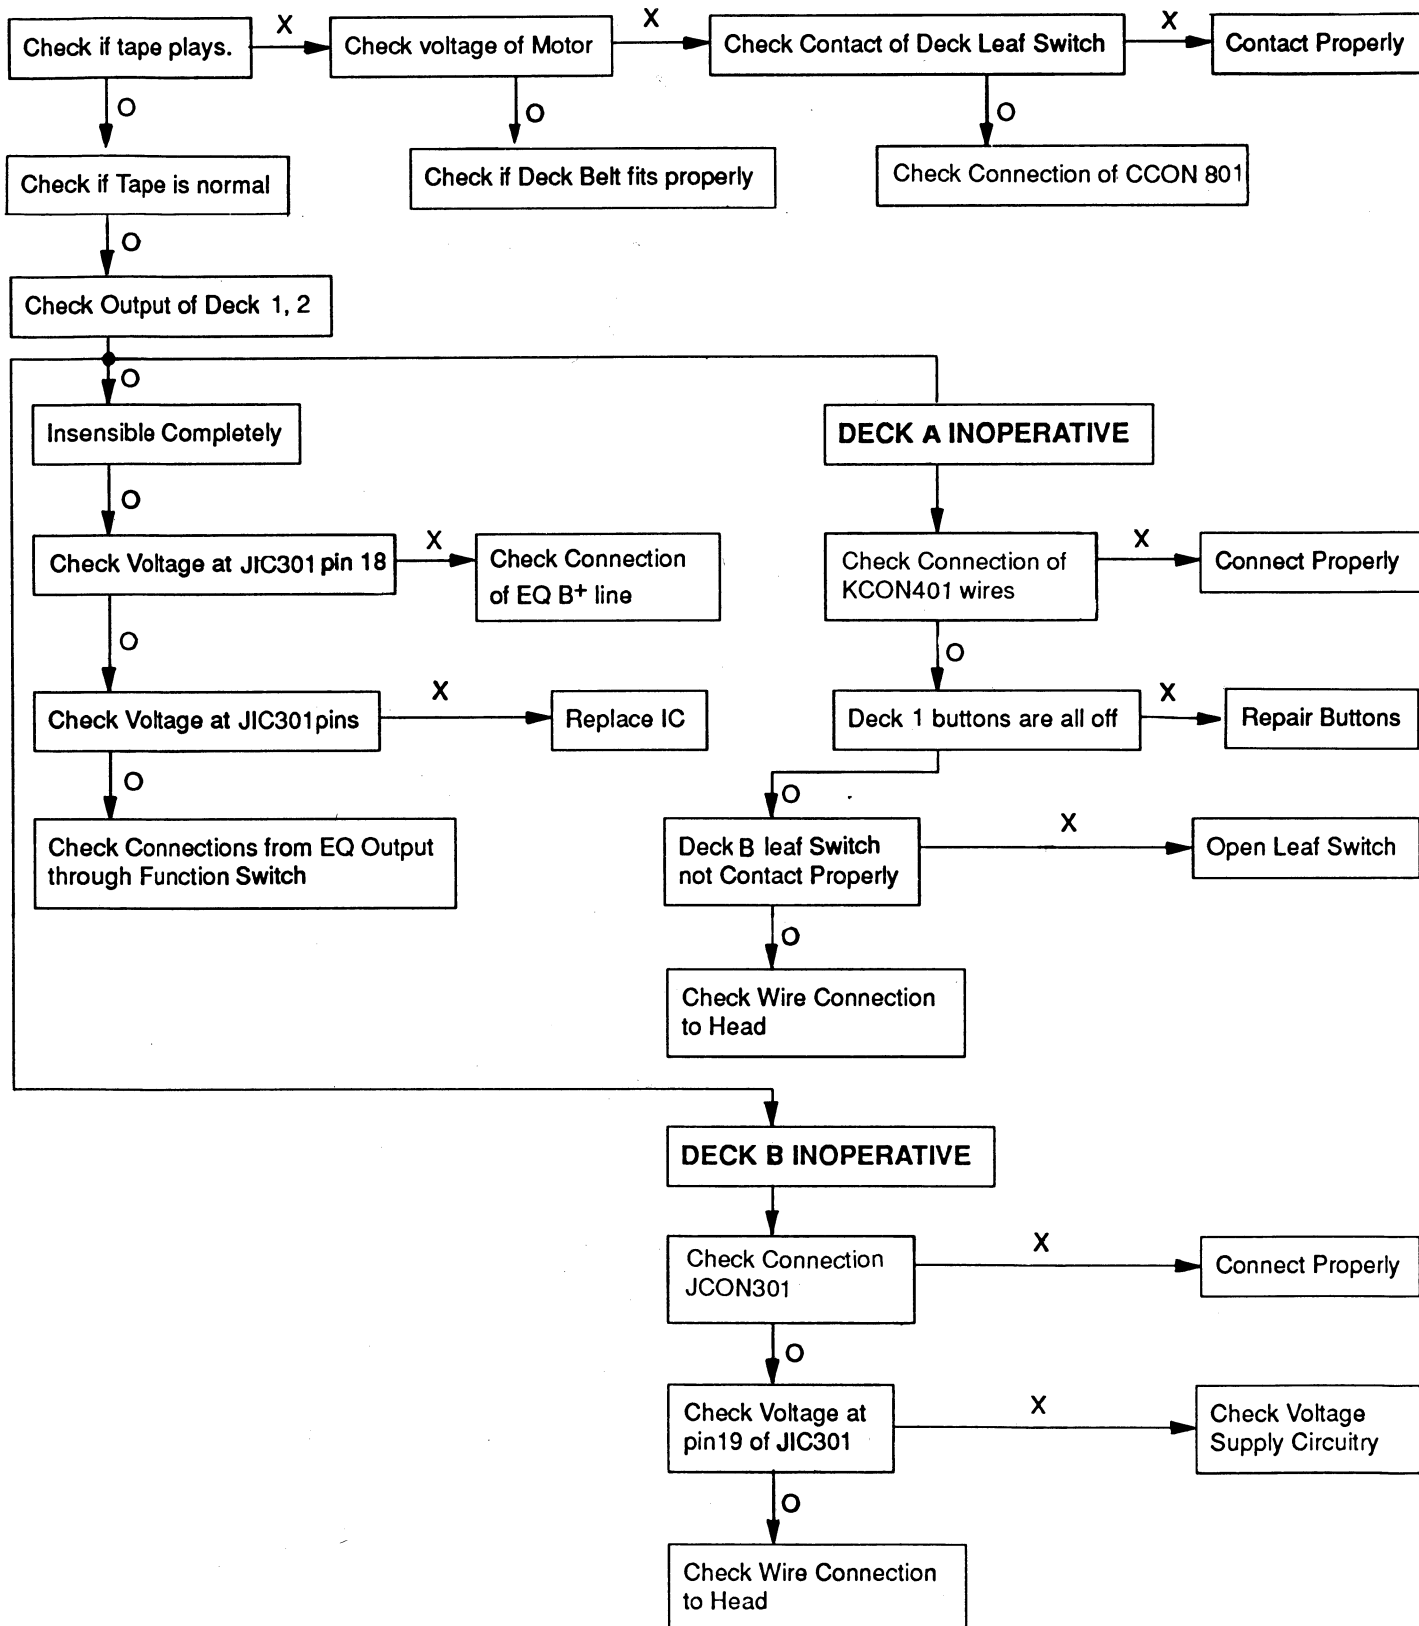 Check if tape plays.
X
Check voltage of Motor
X
Check Contact of Deck Leaf Switch
X
Contact Properly
O
O
O
Check if Tape is normal
Check if Deck Belt fits properly
Check Connection of CCON 801
O
Check Output of Deck 1, 2
O
Insensible Completely
DECK A INOPERATIVE
O
Check Voltage at JIC301 pin 18
X
Check Connection
of EQ B+ line
Check Connection of
KCON401 wires
X
Connect Properly
O
O
Check Voltage at JIC301 pins
X
Replace IC
Deck 1 buttons are all off
X
Repair Buttons
O
O
Check Connections from EQ Output
through Function Switch
Deck B leaf Switch
not Contact Properly
X
Open Leaf Switch
O
Check Wire Connection
to Head
DECK B INOPERATIVE
Check Connection
JCON301
X
Connect Properly
O
Check Voltage at
pin19 of JIC301
X
Check Voltage
Supply Circuitry
O
Check Wire Connection
to Head